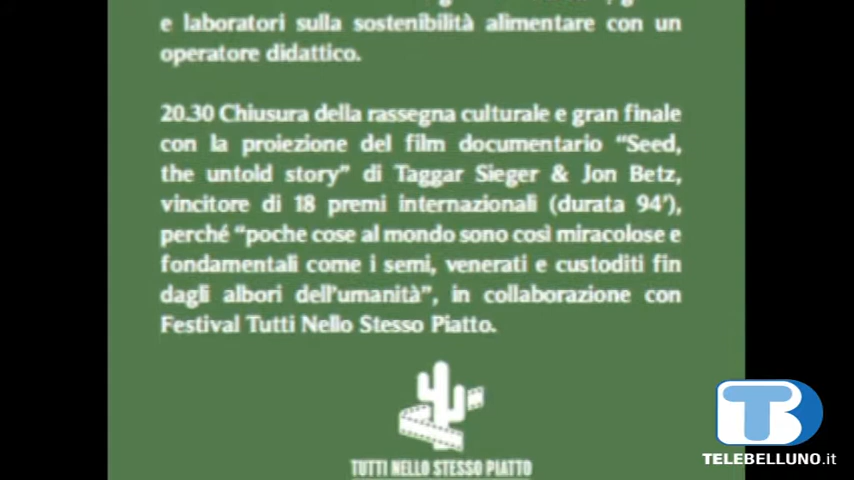 e laboratori sulla sostenibilità alimentare con un
operatore didattico.
20.30 Chiusura della rassegna culturale e gran finale
con la proiezione del film documentario “Seed,
the untold story” di Taggar Sieger & Jon Betz,
vincitore di 18 premi internazionali (durata 94’),
perché “poche cose al mondo sono così miracolose e
fondamentali come i semi, venerati e custoditi fin
dagli albori dell’umanità”, in collaborazione con
Festival Tutti Nello Stesso Piatto.
TUTTI NELLO STESSO PIATTO
TB
TELEBELLUNO.it